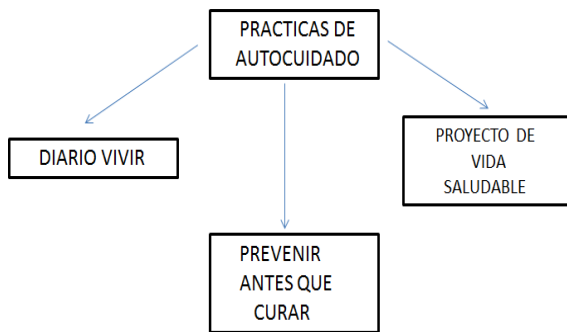 PRACTICAS DE
AUTOCUIDADO
DIARIO VIVIR
PROYECTO DE
VIDA
SALUDABLE
PREVENIR
ANTES QUE
CURAR